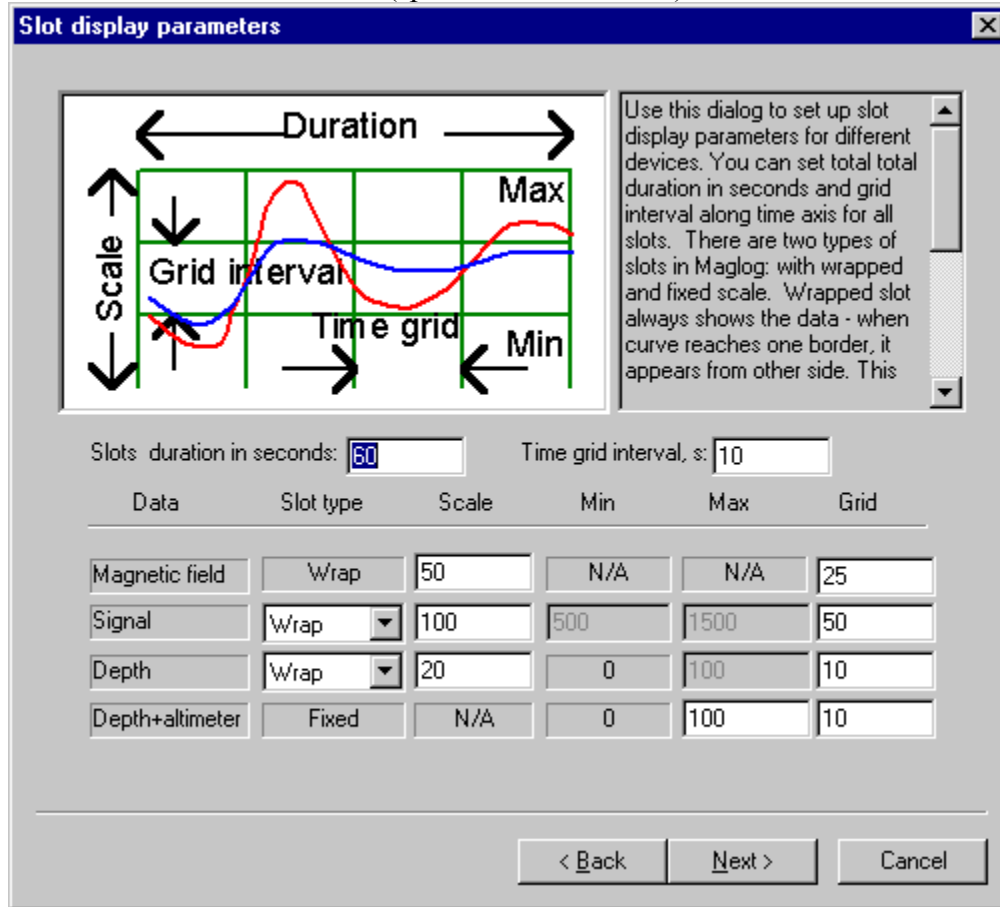 Slot display parameters
Duration
Max
Scale
Grid interval
Time grid
Min
Use this dialog to set up slot
display parameters for different
devices. You can set total total
duration in seconds and grid
interval along time axis for all
slots. There are two types of
slots in Maglog: with wrapped
and fixed scale. Wrapped slot
always shows the data - when
curve reaches one border, it
appears from other side. This
Slots duration in seconds: 60 Time grid interval, s: 10
Data Slot type Scale Min Max Grid
Magnetic field Wrap 50 N/A N/A 25
Signal Wrap 100 500 1500 50
Depth Wrap 20 0 100 10
Depth+altimeter Fixed N/A 0 100 10
< Back Next > Cancel